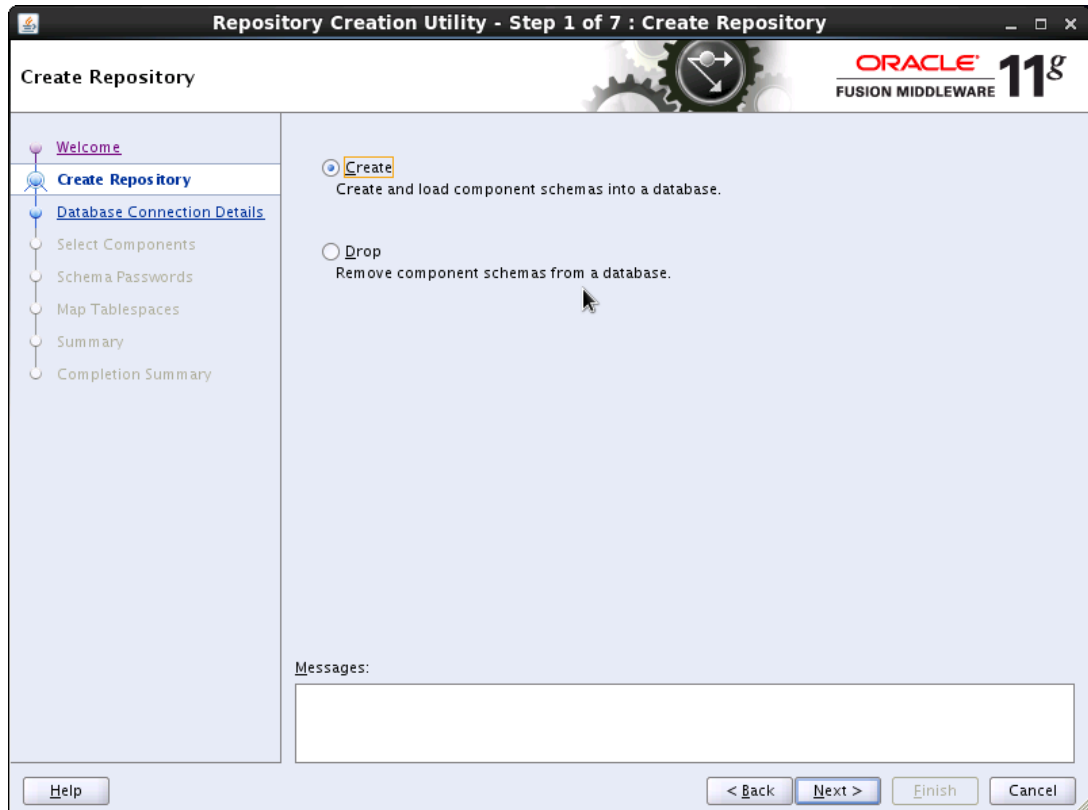 Repository Creation Utility - Step 1 of 7 : Create Repository
Create Repository
ORACLE®
FUSION MIDDLEWARE
11g
Welcome
Create Repository
Database Connection Details
Select Components
Schema Passwords
Map Tablespaces
Summary
Completion Summary
Create
Create and load component schemas into a database.
Drop
Remove component schemas from a database.
Messages:
Help
< Back
Next >
Finish
Cancel